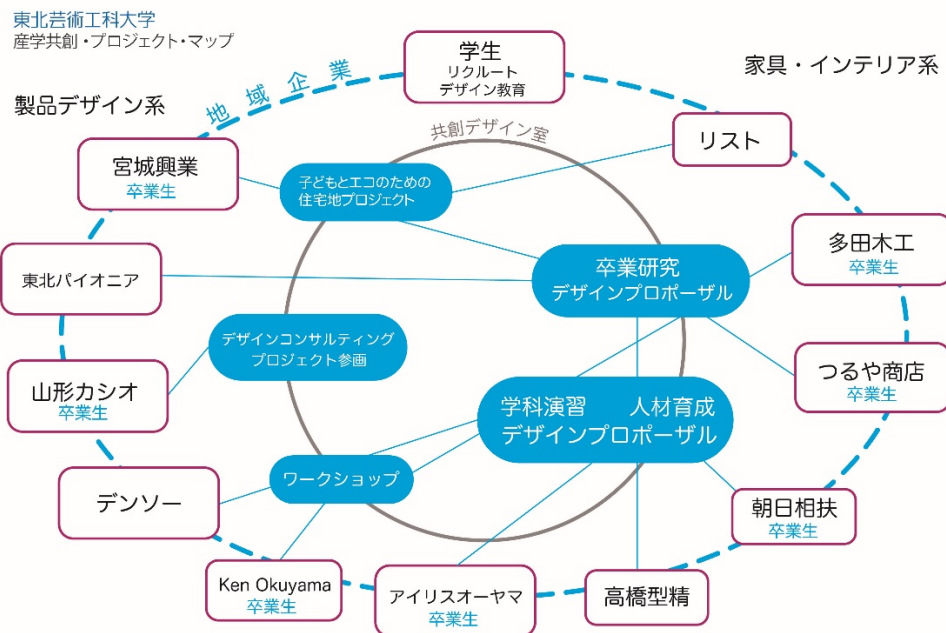 東北芸術工科大学
産学共創・プロジェクト・マップ
製品デザイン系
地域企業
学生
リクルート
デザイン教育
家具・インテリア系
共創デザイン室
リスト
宮城興業
卒業生
子どもとエコのための
住宅地プロジェクト
多田木工
卒業生
東北パイオニア
卒業研究
デザインプロポーザル
デザインコンサルティング
プロジェクト参画
山形カシオ
卒業生
つるや商店
卒業生
学科演習 人材育成
デザインプロポーザル
ワークショップ
デンソー
朝日相扶
卒業生
Ken Okuyama
卒業生
アイリスオーヤマ
卒業生
高橋型精